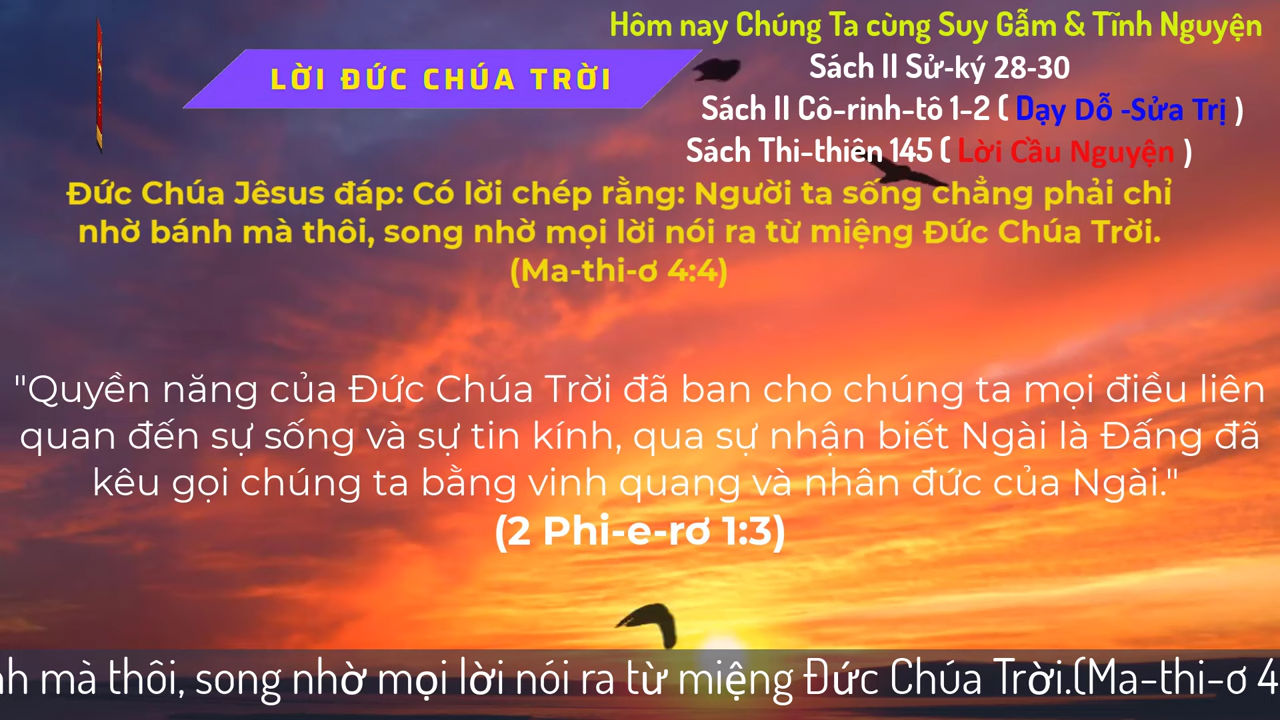 Hôm nay Chúng Ta cùng Suy Gẫm & Tĩnh Nguyện
LỜI ĐỨC CHÚA TRỜI
Sách II Sử-ký 28-30
Sách II Cô-rinh-tô 1-2 ( Dạy Dỗ -Sửa Trị )
Sách Thi-thiên 145 ( Lời Cầu Nguyện )
Đức Chúa Jêsus đáp: Có lời chép rằng: Người ta sống chẳng phải chỉ
nhờ bánh mà thôi, song nhờ mọi lời nói ra từ miệng Đức Chúa Trời.
(Ma-thi-ơ 4:4)
"Quyền năng của Đức Chúa Trời đã ban cho chúng ta mọi điều liên
quan đến sự sống và sự tin kính, qua sự nhận biết Ngài là Đấng đã
kêu gọi chúng ta bằng vinh quang và nhân đức của Ngài."
(2 Phi-e-rơ 1:3)
nh mà thôi, song nhờ mọi lời nói ra từ miệng Đức Chúa Trời.(Ma-thi-ơ 4